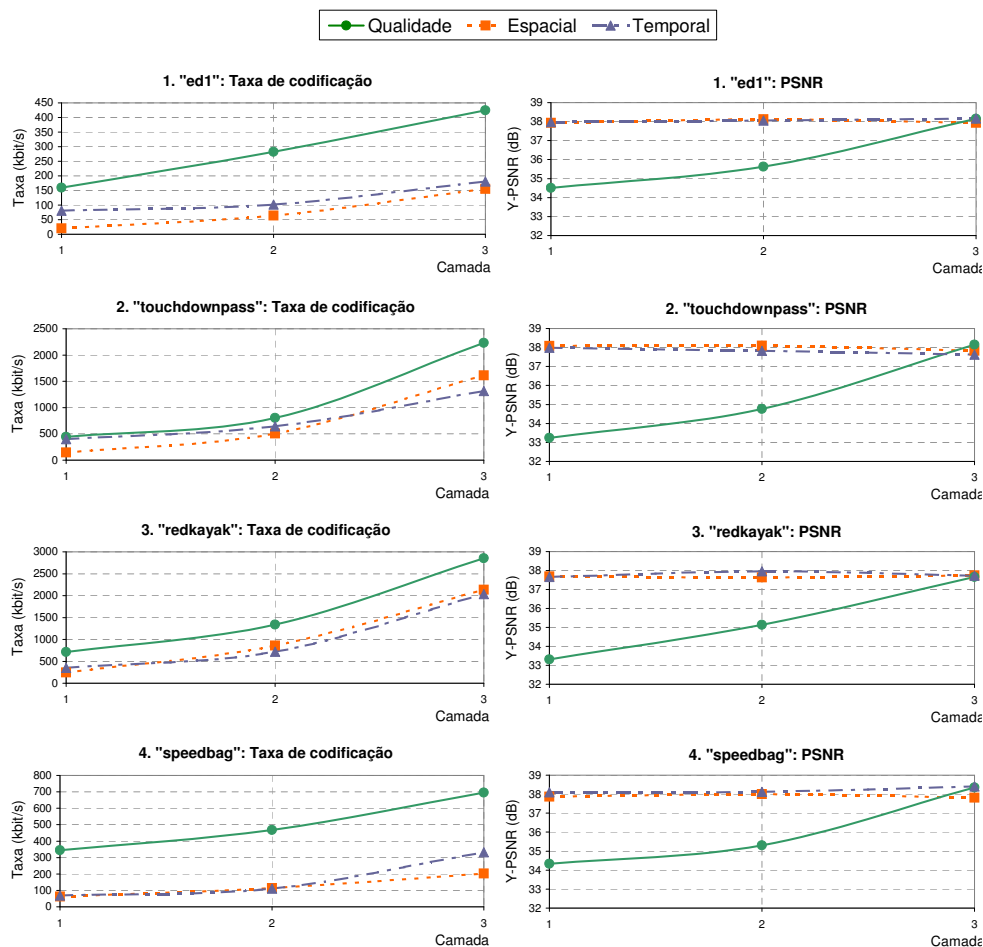 Qualidade Espacial Temporal
1. "ed1": Taxa de codificação
Taxa (kbit/s)
450
400
350
300
250
200
150
100
50
0
1 2 3
Camada
1. "ed1": PSNR
Y-PSNR (dB)
39
38
37
36
35
34
33
32
1 2 3
Camada
2. "touchdownpass": Taxa de codificação
Taxa (kbit/s)
2500
2000
1500
1000
500
0
1 2 3
Camada
2. "touchdownpass": PSNR
Y-PSNR (dB)
39
38
37
36
35
34
33
32
1 2 3
Camada
3. "redkayak": Taxa de codificação
Taxa (kbit/s)
3000
2500
2000
1500
1000
500
0
1 2 3
Camada
3. "redkayak": PSNR
Y-PSNR (dB)
39
38
37
36
35
34
33
32
1 2 3
Camada
4. "speedbag": Taxa de codificação
Taxa (kbit/s)
800
700
600
500
400
300
200
100
0
1 2 3
Camada
4. "speedbag": PSNR
Y-PSNR (dB)
39
38
37
36
35
34
33
32
1 2 3
Camada